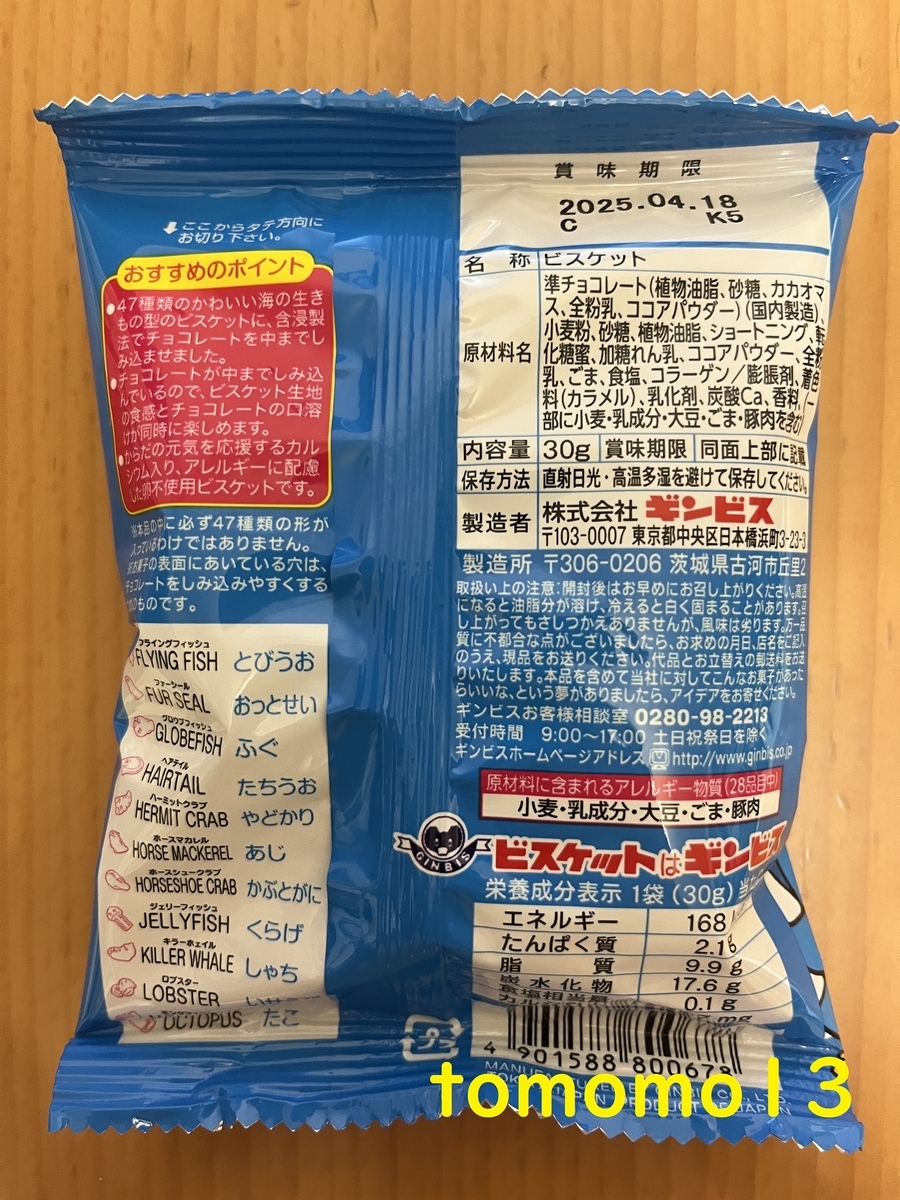 ここからタテ方向に
お切り下さい。
おすすめのポイント
●47種類のかわいい海の生き
もの型のビスケットに、含浸製
法でチョコレートを中までし
み込ませました。
●チョコレートが中までしみ込
んでいるので、ビスケット生地
の食感とチョコレートの口溶
けが同時に楽しめます。
●からだの元気を応援するカル
シウム入り、アレルギーに配慮
した卵不使用ビスケットです。
※本品の中に必ず47種類の形が
入っているわけではありません。
※お菓子の表面にあいている穴は、
チョコレートをしみ込みやすくする
ためのものです。
フライングフィッシュ
FLYING FISH とびうお
ファーシール
FUR SEAL おっとせい
グロウブフィッシュ
GLOBEFISH ふぐ
ヘアテイル
HAIRTAIL たちうお
ハーミットクラブ
HERMIT CRAB やどかり
ホースマカレル
HORSE MACKEREL あじ
ホースシュークラブ
HORSESHOE CRAB かぶとがに
ジェリーフィッシュ
JELLYFISH くらげ
キラーホェイル
KILLER WHALE しゃち
ロブスター
LOBSTER
OCTOPUS たこ
プラ
賞味期限
2025.04.18
C K5
名称 ビスケット
原材料名
準チョコレート(植物油脂、砂糖、カカオマ
ス、全粉乳、ココアパウダー)(国内製造)、
小麦粉、砂糖、植物油脂、ショートニング、転
化糖蜜、加糖れん乳、ココアパウダー、全粉
乳、ごま、食塩、コラーゲン/膨脹剤、着色
料(カラメル)、乳化剤、炭酸Ca、香料、(一
部に小麦・乳成分・大豆・ごま・豚肉を含む)
内容量 30g 賞味期限 同面上部に記載
保存方法 直射日光・高温多湿を避けて保存してください。
製造者 株式会社 ギンビス
〒103-0007 東京都中央区日本橋浜町3-23-3
製造所 〒306-0206 茨城県古河市丘里2
取扱い上の注意:開封後はお早めにお召し上がりください。高温
になると油脂分が溶け、冷えると白く固まることがあります。召
し上がってもさしつかえありませんが、風味は劣ります。万一品
質に不都合な点がございましたら、お求めの月日、店名をご記入
のうえ、現品をお送りください。代品とお立替えの郵送料をお送
りいたします。本品を含めて当社に対してこんなお菓子があった
らいいな、という夢がありましたら、アイデアをお寄せください。
ギンビスお客様相談室 0280-98-2213
受付時間 9:00～17:00 土日祝祭日を除く
ギンビスホームページアドレス http://www.ginbis.co.jp
原材料に含まれるアレルギー物質(28品目中)
小麦・乳成分・大豆・ごま・豚肉
GINBIS
ビスケットはギンビス
栄養成分表示 1袋(30g)当たり
エネルギー 168
たんぱく質 2.1g
脂質 9.9g
炭水化物 17.6g
食塩相当量 0.1g
mg
4 901588 800678
tomomo13